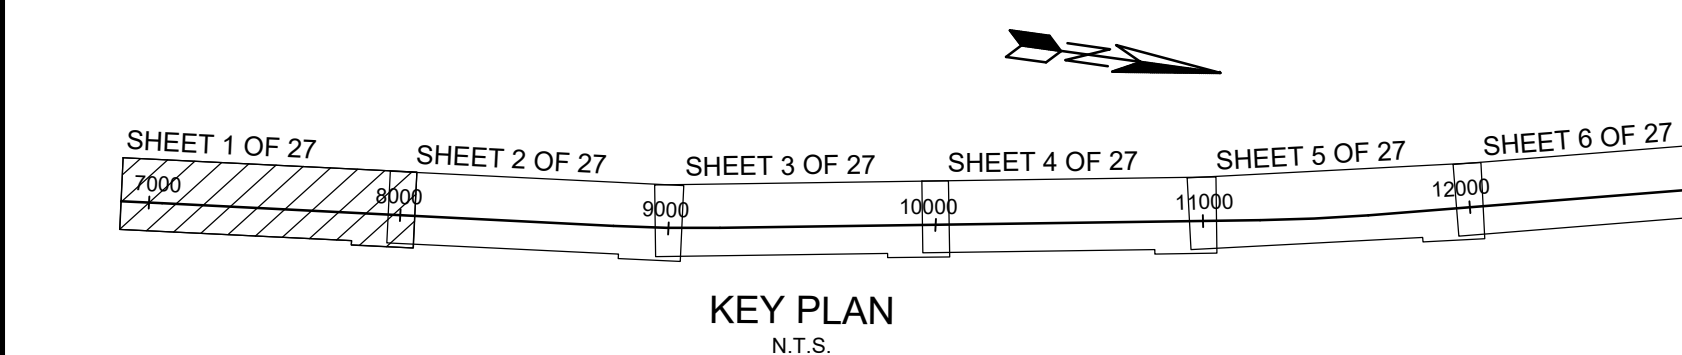 SHEET 1 OF 27
SHEET 2 OF 27
SHEET 3 OF 27
SHEET 4 OF 27
SHEET 5 OF 27
SHEET 6 OF 27
7000
8000
9000
10000
11000
12000
N
KEY PLAN
N.T.S.